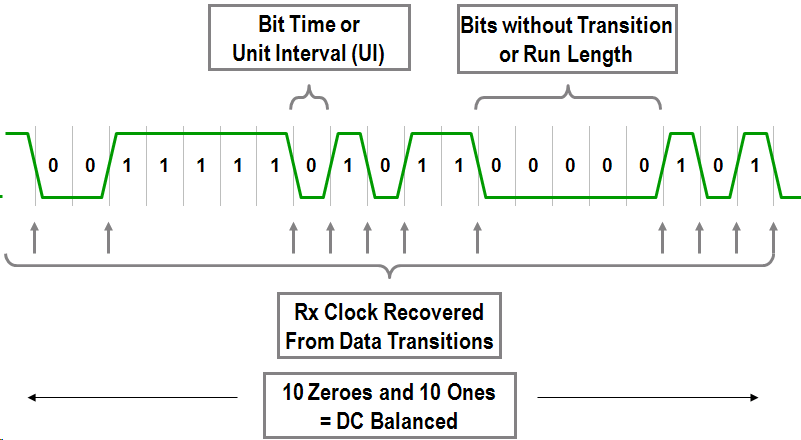 Bit Time or
Unit Interval (UI)
Bits without Transition
or Run Length
0 0 1 1 1 1 1 0 1 0 1 1 0 0 0 0 0 1 0 1
Rx Clock Recovered
From Data Transitions
10 Zeroes and 10 Ones
= DC Balanced